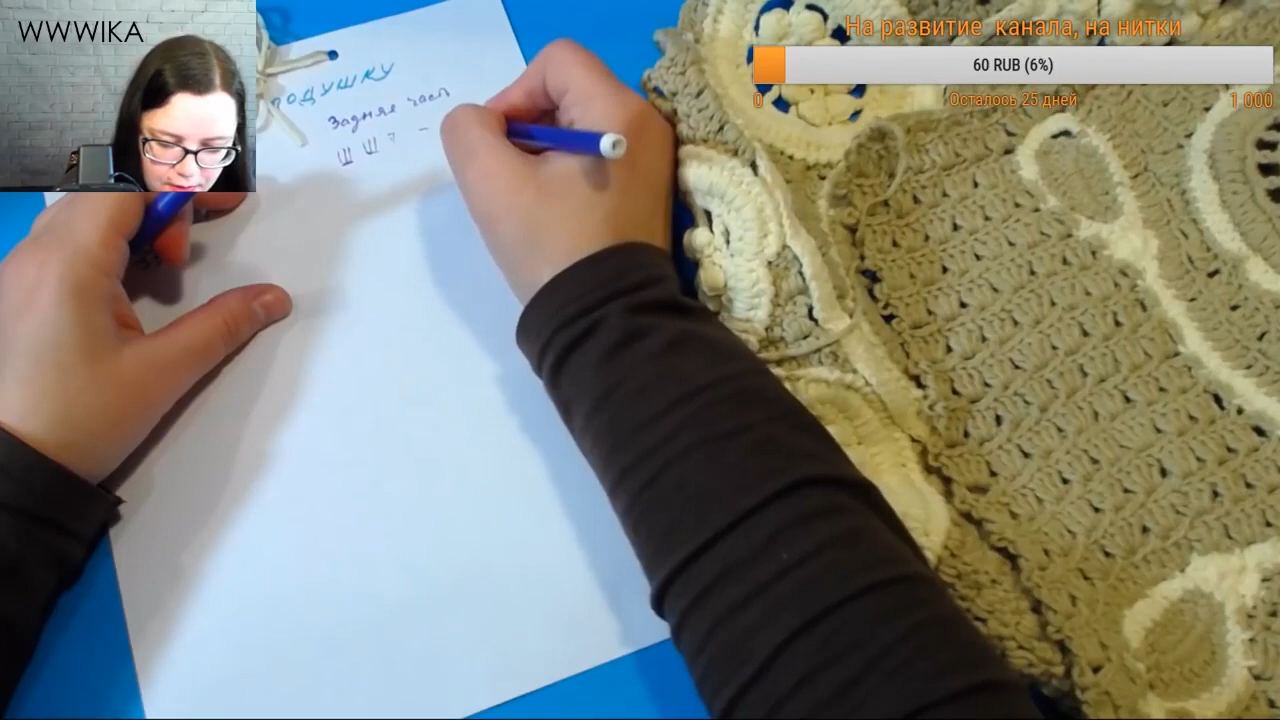 WWWIKA
На развитие канала, на нитки
60 RUB (6%)
0 Осталось 25 дней 1 000
ПОДУШКУ
Задняя часть
Ш Ш ? -